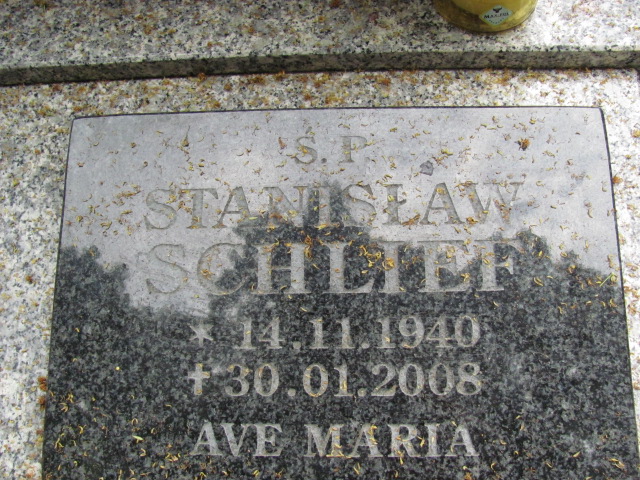 Ś. P.
STANISŁAW
SCHLIEF
* 14.11.1940
✝ 30.01.2008
AVE MARIA